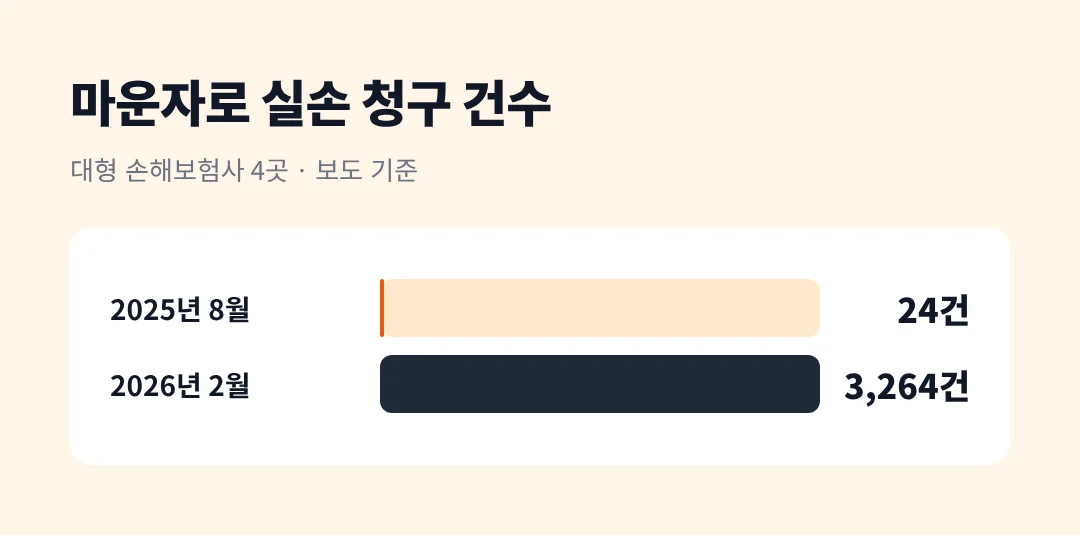 마운자로 실손 청구 건수
대형 손해보험사 4곳 · 보도 기준
2025년 8월 24건
2026년 2월 3,264건